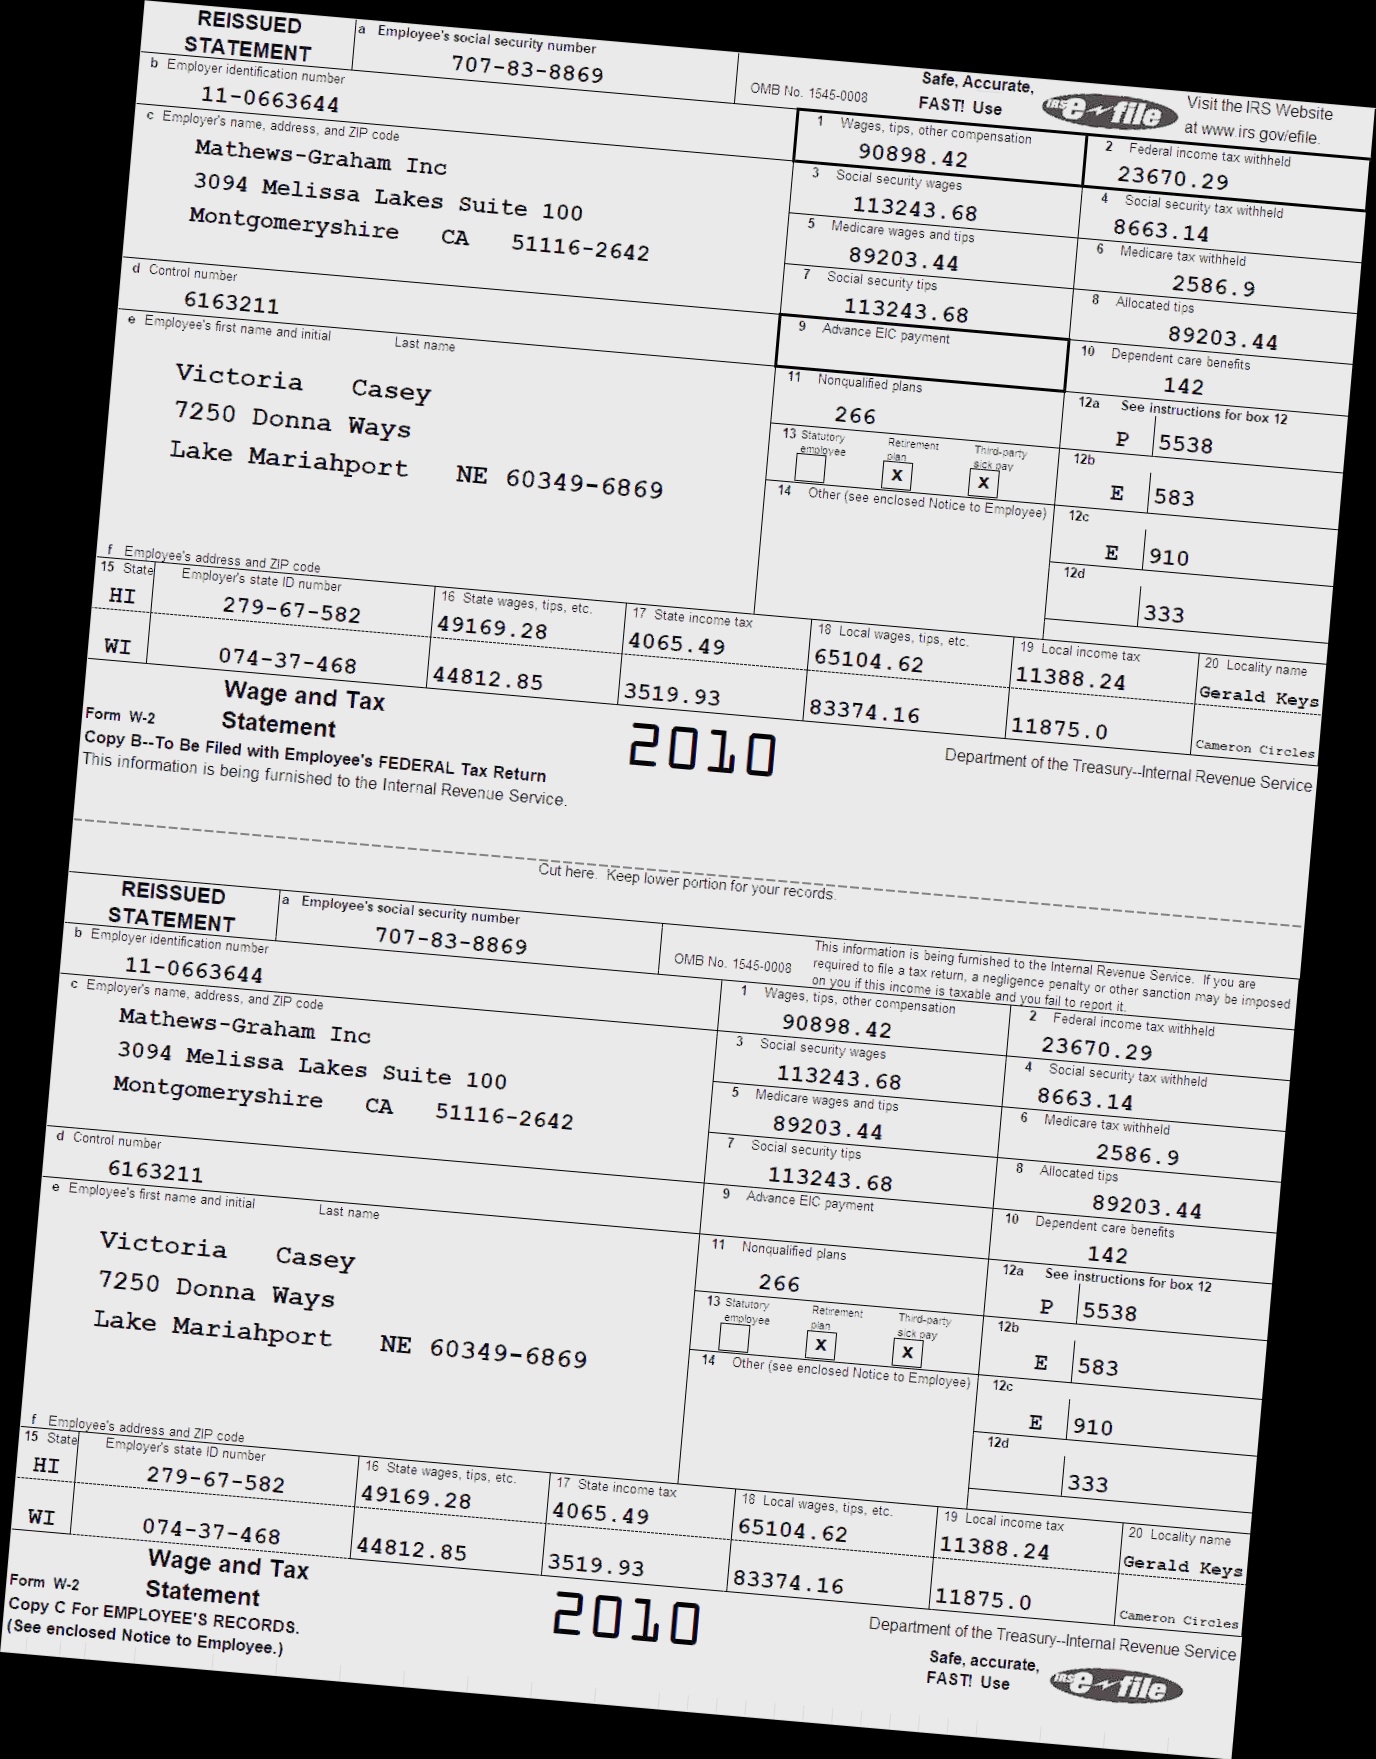 REISSUED STATEMENT
a Employee's social security number
707-83-8869
OMB No. 1545-0008
Safe, Accurate, FAST! Use
IRS e-file
Visit the IRS Website at www.irs.gov/efile.
b Employer identification number
11-0663644
c Employer's name, address, and ZIP code
Mathews-Graham Inc
3094 Melissa Lakes Suite 100
Montgomeryshire CA 51116-2642
1 Wages, tips, other compensation
90898.42
2 Federal income tax withheld
23670.29
3 Social security wages
113243.68
4 Social security tax withheld
8663.14
5 Medicare wages and tips
89203.44
6 Medicare tax withheld
2586.9
d Control number
6163211
7 Social security tips
113243.68
8 Allocated tips
89203.44
e Employee's first name and initial Last name
Victoria Casey
7250 Donna Ways
Lake Mariahport NE 60349-6869
9 Advance EIC payment
10 Dependent care benefits
142
11 Nonqualified plans
266
12a See instructions for box 12
P 5538
13 Statutory employee Retirement plan Third-party sick pay
X X
12b
E 583
14 Other (see enclosed Notice to Employee)
12c
E 910
12d
333
f Employee's address and ZIP code
15 State Employer's state ID number
16 State wages, tips, etc.
17 State income tax
18 Local wages, tips, etc.
19 Local income tax
20 Locality name
HI 279-67-582 49169.28 4065.49 65104.62 11388.24 Gerald Keys
WI 074-37-468 44812.85 3519.93 83374.16 11875.0 Cameron Circles
Form W-2 Wage and Tax Statement
2010
Department of the Treasury--Internal Revenue Service
Copy B--To Be Filed with Employee's FEDERAL Tax Return
This information is being furnished to the Internal Revenue Service.
Cut here. Keep lower portion for your records.
REISSUED STATEMENT
a Employee's social security number
707-83-8869
OMB No. 1545-0008
This information is being furnished to the Internal Revenue Service. If you are
required to file a tax return, a negligence penalty or other sanction may be imposed
on you if this income is taxable and you fail to report it.
b Employer identification number
11-0663644
c Employer's name, address, and ZIP code
Mathews-Graham Inc
3094 Melissa Lakes Suite 100
Montgomeryshire CA 51116-2642
1 Wages, tips, other compensation
90898.42
2 Federal income tax withheld
23670.29
3 Social security wages
113243.68
4 Social security tax withheld
8663.14
5 Medicare wages and tips
89203.44
6 Medicare tax withheld
2586.9
d Control number
6163211
7 Social security tips
113243.68
8 Allocated tips
89203.44
e Employee's first name and initial Last name
Victoria Casey
7250 Donna Ways
Lake Mariahport NE 60349-6869
9 Advance EIC payment
10 Dependent care benefits
142
11 Nonqualified plans
266
12a See instructions for box 12
P 5538
13 Statutory employee Retirement plan Third-party sick pay
X X
12b
E 583
14 Other (see enclosed Notice to Employee)
12c
E 910
12d
333
f Employee's address and ZIP code
15 State Employer's state ID number
16 State wages, tips, etc.
17 State income tax
18 Local wages, tips, etc.
19 Local income tax
20 Locality name
HI 279-67-582 49169.28 4065.49 65104.62 11388.24 Gerald Keys
WI 074-37-468 44812.85 3519.93 83374.16 11875.0 Cameron Circles
Form W-2 Wage and Tax Statement
2010
Department of the Treasury--Internal Revenue Service
Copy C For EMPLOYEE'S RECORDS.
(See enclosed Notice to Employee.)
Safe, accurate, FAST! Use
IRS e-file